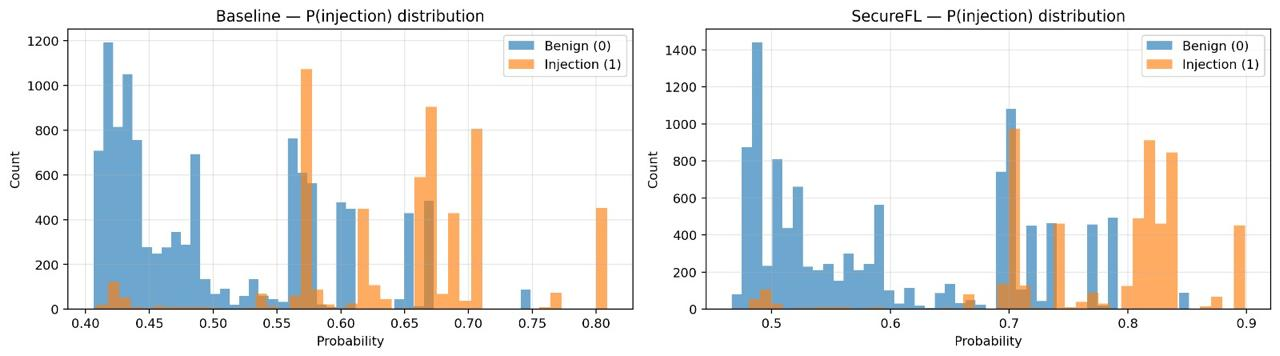 Baseline — P(injection) distribution
Benign (0)
Injection (1)
1200
1000
800
600
400
200
0
Count
0.40 0.45 0.50 0.55 0.60 0.65 0.70 0.75 0.80
Probability
SecureFL — P(injection) distribution
Benign (0)
Injection (1)
1400
1200
1000
800
600
400
200
0
Count
0.5 0.6 0.7 0.8 0.9
Probability